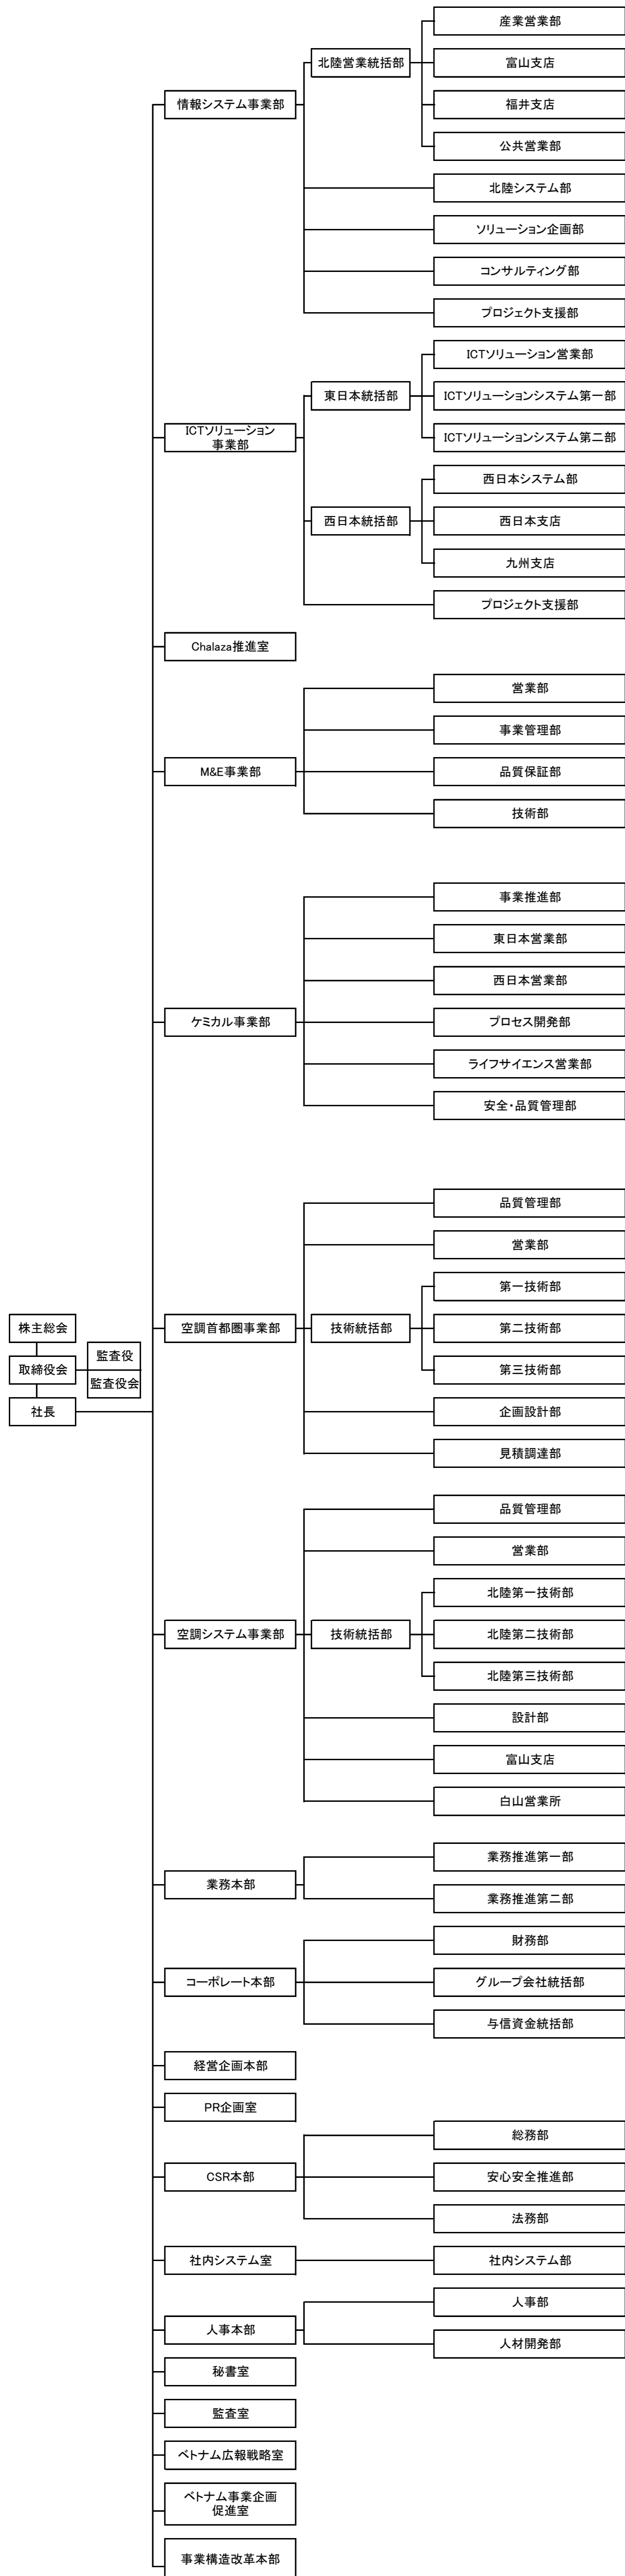 株主総会
取締役会
監査役
監査役会
社長
情報システム事業部
北陸営業統括部
産業営業部
富山支店
福井支店
公共営業部
北陸システム部
ソリューション企画部
コンサルティング部
プロジェクト支援部
ICTソリューション
事業部
東日本統括部
ICTソリューション営業部
ICTソリューションシステム第一部
ICTソリューションシステム第二部
西日本統括部
西日本システム部
西日本支店
九州支店
プロジェクト支援部
Chalaza推進室
M&E事業部
営業部
事業管理部
品質保証部
技術部
ケミカル事業部
事業推進部
東日本営業部
西日本営業部
プロセス開発部
ライフサイエンス営業部
安全・品質管理部
空調首都圏事業部
品質管理部
営業部
技術統括部
第一技術部
第二技術部
第三技術部
企画設計部
見積調達部
空調システム事業部
品質管理部
営業部
技術統括部
北陸第一技術部
北陸第二技術部
北陸第三技術部
設計部
富山支店
白山営業所
業務本部
業務推進第一部
業務推進第二部
コーポレート本部
財務部
グループ会社統括部
与信資金統括部
経営企画本部
PR企画室
CSR本部
総務部
安心安全推進部
法務部
社内システム室
社内システム部
人事本部
人事部
人材開発部
秘書室
監査室
ベトナム広報戦略室
ベトナム事業企画
促進室
事業構造改革本部